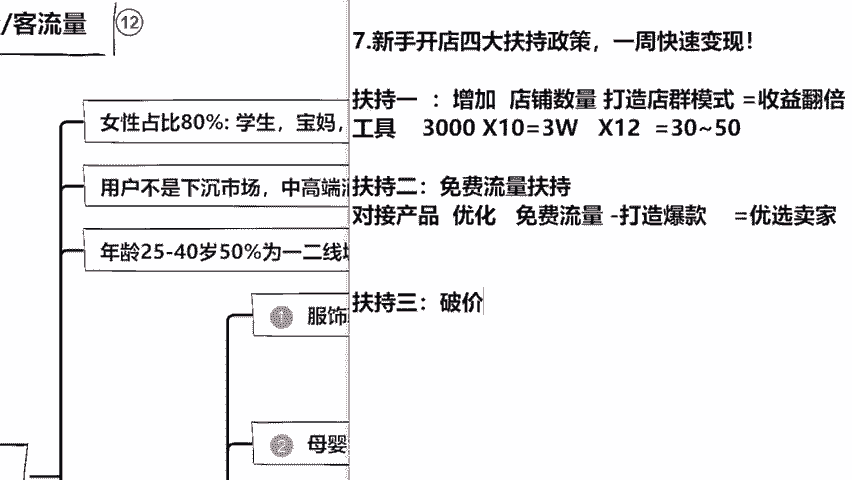 /客流量 12
女性占比80%: 学生，宝妈，
用户不是下沉市场，中高端
年龄25-40岁50%为一二线
1 服饰
2 母婴
7.新手开店四大扶持政策，一周快速变现！
扶持一 ：增加 店铺数量 打造店群模式 =收益翻倍
工具 3000 X10=3W X12 =30~50
扶持二：免费流量扶持
对接产品 优化 免费流量 -打造爆款 =优选卖家
扶持三：破价